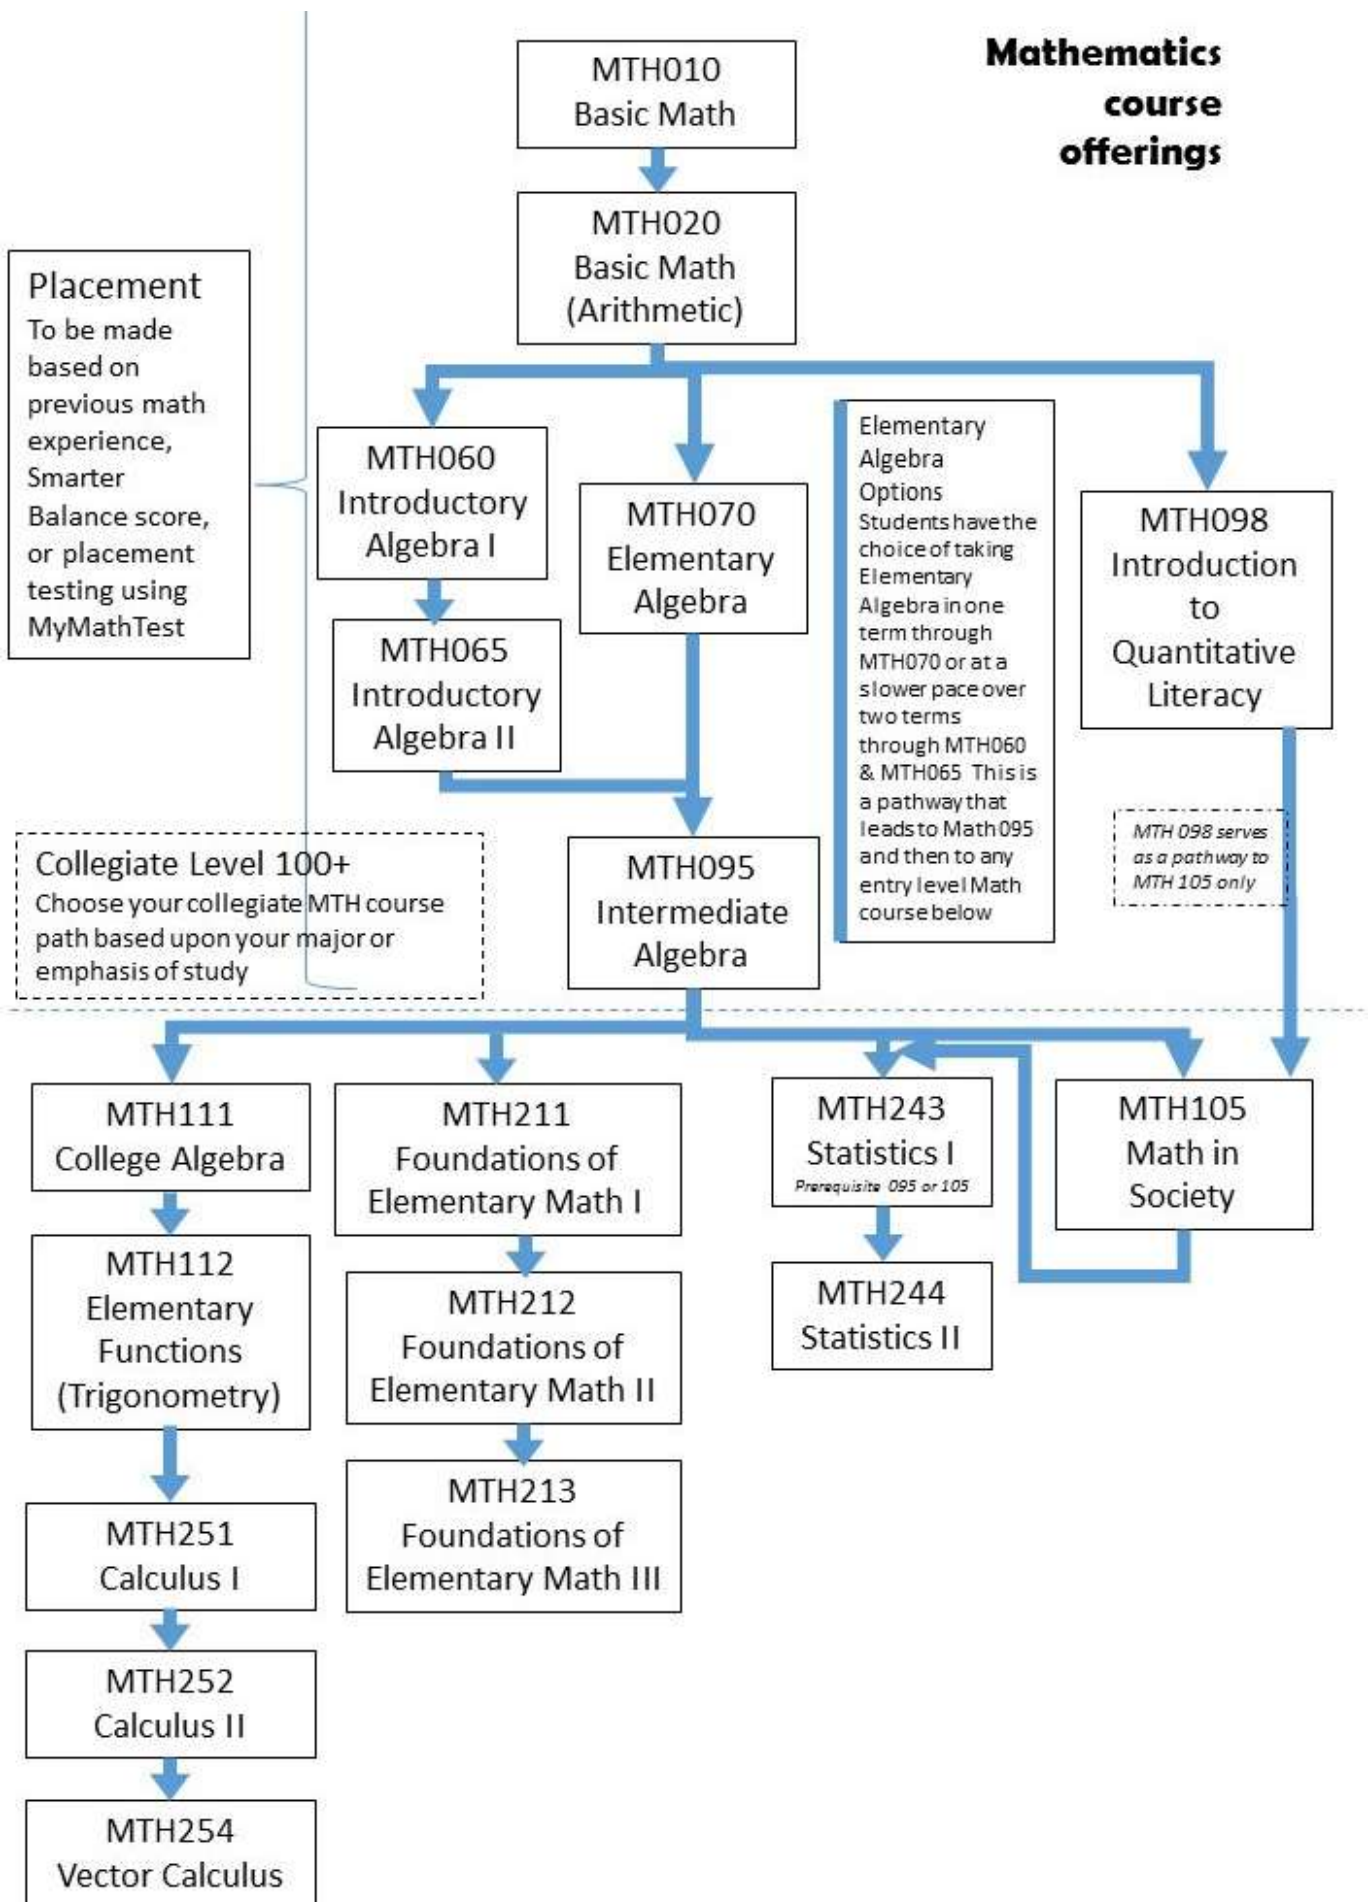 Mathematics
course
offerings
MTH010
Basic Math
MTH020
Basic Math
(Arithmetic)
Placement
To be made
based on
previous math
experience,
Smarter
Balance score,
or placement
testing using
MyMathTest
MTH060
Introductory
Algebra I
MTH065
Introductory
Algebra II
MTH070
Elementary
Algebra
Elementary
Algebra
Options
Students have the
choice of taking
Elementary
Algebra in one
term through
MTH070 or at a
slower pace over
two terms
through MTH060
& MTH065 This is
a pathway that
leads to Math 095
and then to any
entry level Math
course below
MTH098
Introduction
to
Quantitative
Literacy
MTH 098 serves
as a pathway to
MTH 105 only
Collegiate Level 100+
Choose your collegiate MTH course
path based upon your major or
emphasis of study
MTH095
Intermediate
Algebra
MTH111
College Algebra
MTH112
Elementary
Functions
(Trigonometry)
MTH251
Calculus I
MTH252
Calculus II
MTH254
Vector Calculus
MTH211
Foundations of
Elementary Math I
MTH212
Foundations of
Elementary Math II
MTH213
Foundations of
Elementary Math III
MTH243
Statistics I
Prerequisite 095 or 105
MTH244
Statistics II
MTH105
Math in
Society